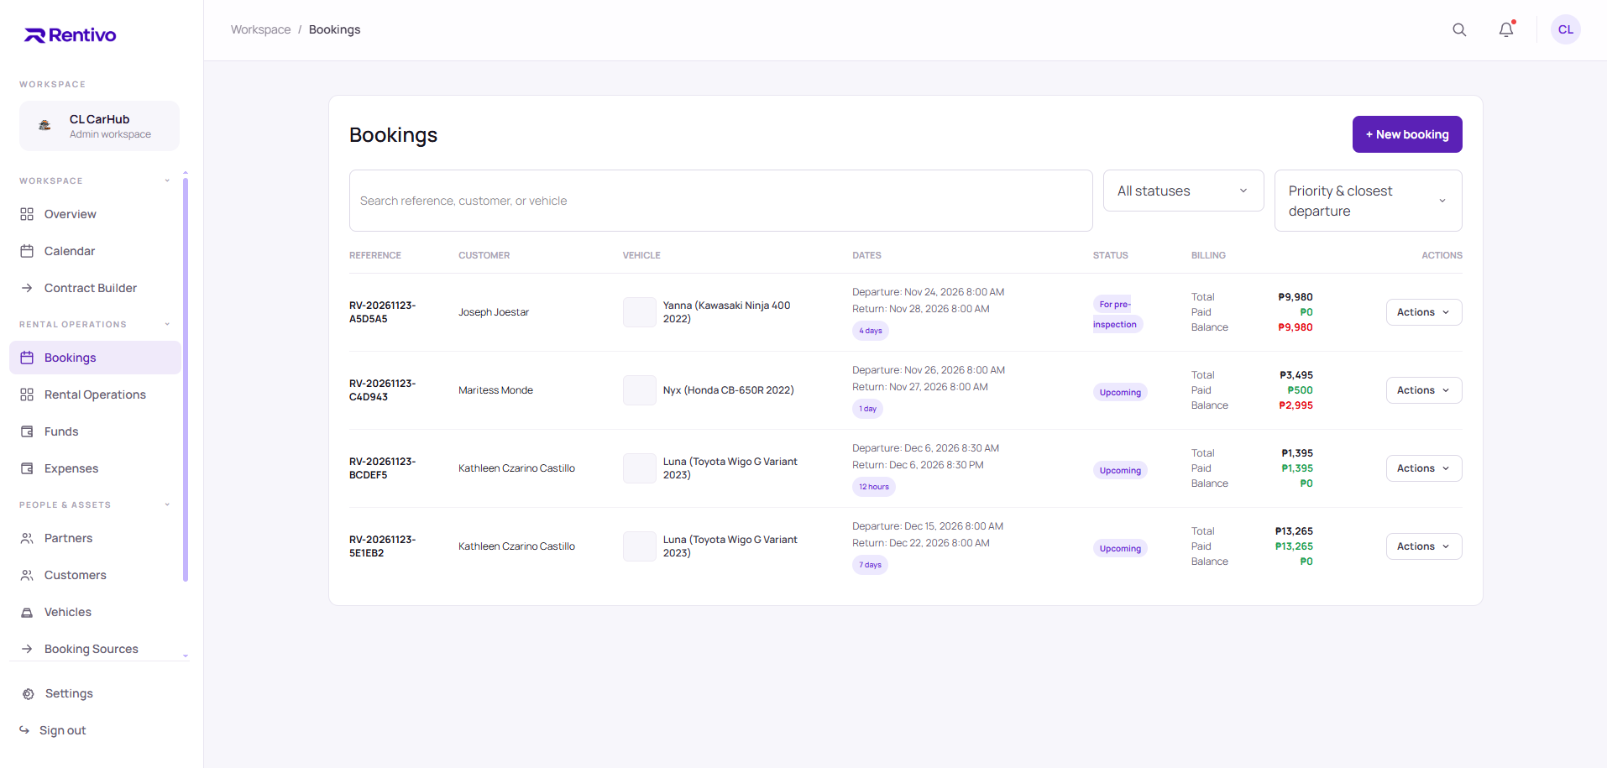 Rentivo
WORKSPACE
CL CarHub
Admin workspace
WORKSPACE
Overview
Calendar
Contract Builder
RENTAL OPERATIONS
Bookings
Rental Operations
Funds
Expenses
PEOPLE & ASSETS
Partners
Customers
Vehicles
Booking Sources
Settings
Sign out
Workspace / Bookings
CL
Bookings
+ New booking
Search reference, customer, or vehicle
All statuses
Priority & closest
departure
REFERENCE CUSTOMER VEHICLE DATES STATUS BILLING ACTIONS
RV-20261123-
A5D5A5
Joseph Joestar
Yanna (Kawasaki Ninja 400
2022)
Departure: Nov 24, 2026 8:00 AM
Return: Nov 28, 2026 8:00 AM
4 days
For pre-
inspection
Total ₱9,980
Paid ₱0
Balance ₱9,980
Actions
RV-20261123-
C4D943
Maritess Monde
Nyx (Honda CB-650R 2022)
Departure: Nov 26, 2026 8:00 AM
Return: Nov 27, 2026 8:00 AM
1 day
Upcoming
Total ₱3,495
Paid ₱500
Balance ₱2,995
Actions
RV-20261123-
BCDEF5
Kathleen Czarino Castillo
Luna (Toyota Wigo G Variant
2023)
Departure: Dec 6, 2026 8:30 AM
Return: Dec 6, 2026 8:30 PM
12 hours
Upcoming
Total ₱1,395
Paid ₱1,395
Balance ₱0
Actions
RV-20261123-
5E1EB2
Kathleen Czarino Castillo
Luna (Toyota Wigo G Variant
2023)
Departure: Dec 15, 2026 8:00 AM
Return: Dec 22, 2026 8:00 AM
7 days
Upcoming
Total ₱13,265
Paid ₱13,265
Balance ₱0
Actions